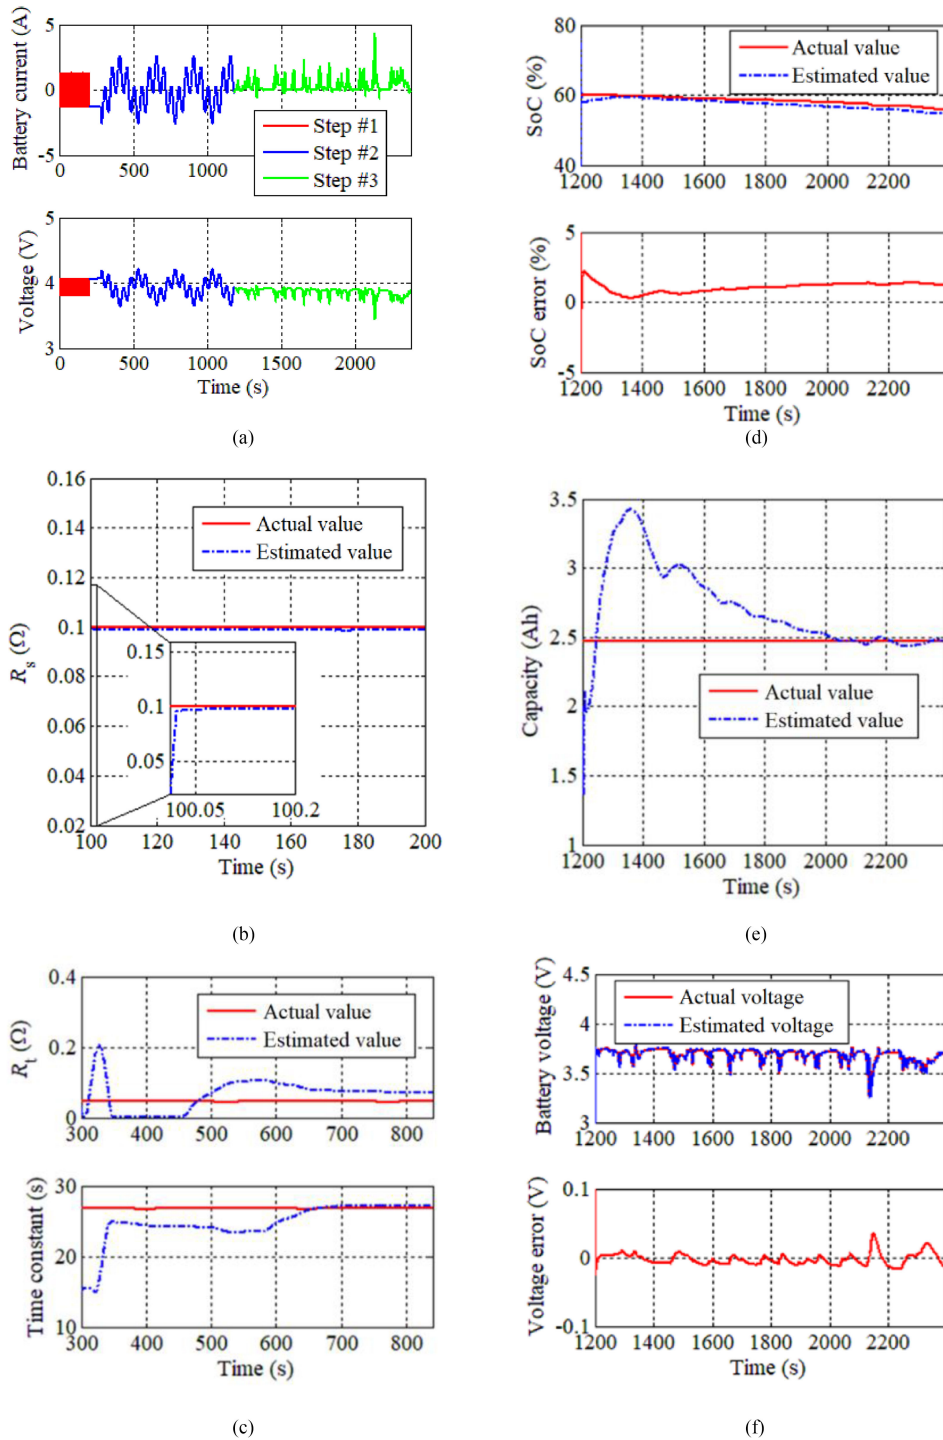 5
0
-5
Battery current (A)
0
500
1000
Step #1
Step #2
Step #3
5
4
3
Voltage (V)
0
500
1000
1500
2000
Time (s)
(a)
80
60
40
SoC (%)
Actual value
Estimated value
1200
1400
1600
1800
2000
2200
5
0
-5
SoC error (%)
1200
1400
1600
1800
2000
2200
Time (s)
(d)
0.16
0.14
0.12
0.1
0.08
0.06
0.04
0.02
Rs (Ω)
Actual value
Estimated value
0.15
0.1
0.05
100.05
100.2
100
120
140
160
180
200
Time (s)
(b)
3.5
3
2.5
2
1.5
1
Capacity (Ah)
Actual value
Estimated value
1200
1400
1600
1800
2000
2200
Time (s)
(e)
0.4
0.2
0
Rt (Ω)
Actual value
Estimated value
300
400
500
600
700
800
30
20
10
Time constant (s)
300
400
500
600
700
800
Time (s)
(c)
4.5
4
3.5
3
Battery voltage (V)
Actual voltage
Estimated voltage
1200
1400
1600
1800
2000
2200
0.1
0
-0.1
Voltage error (V)
1200
1400
1600
1800
2000
2200
Time (s)
(f)